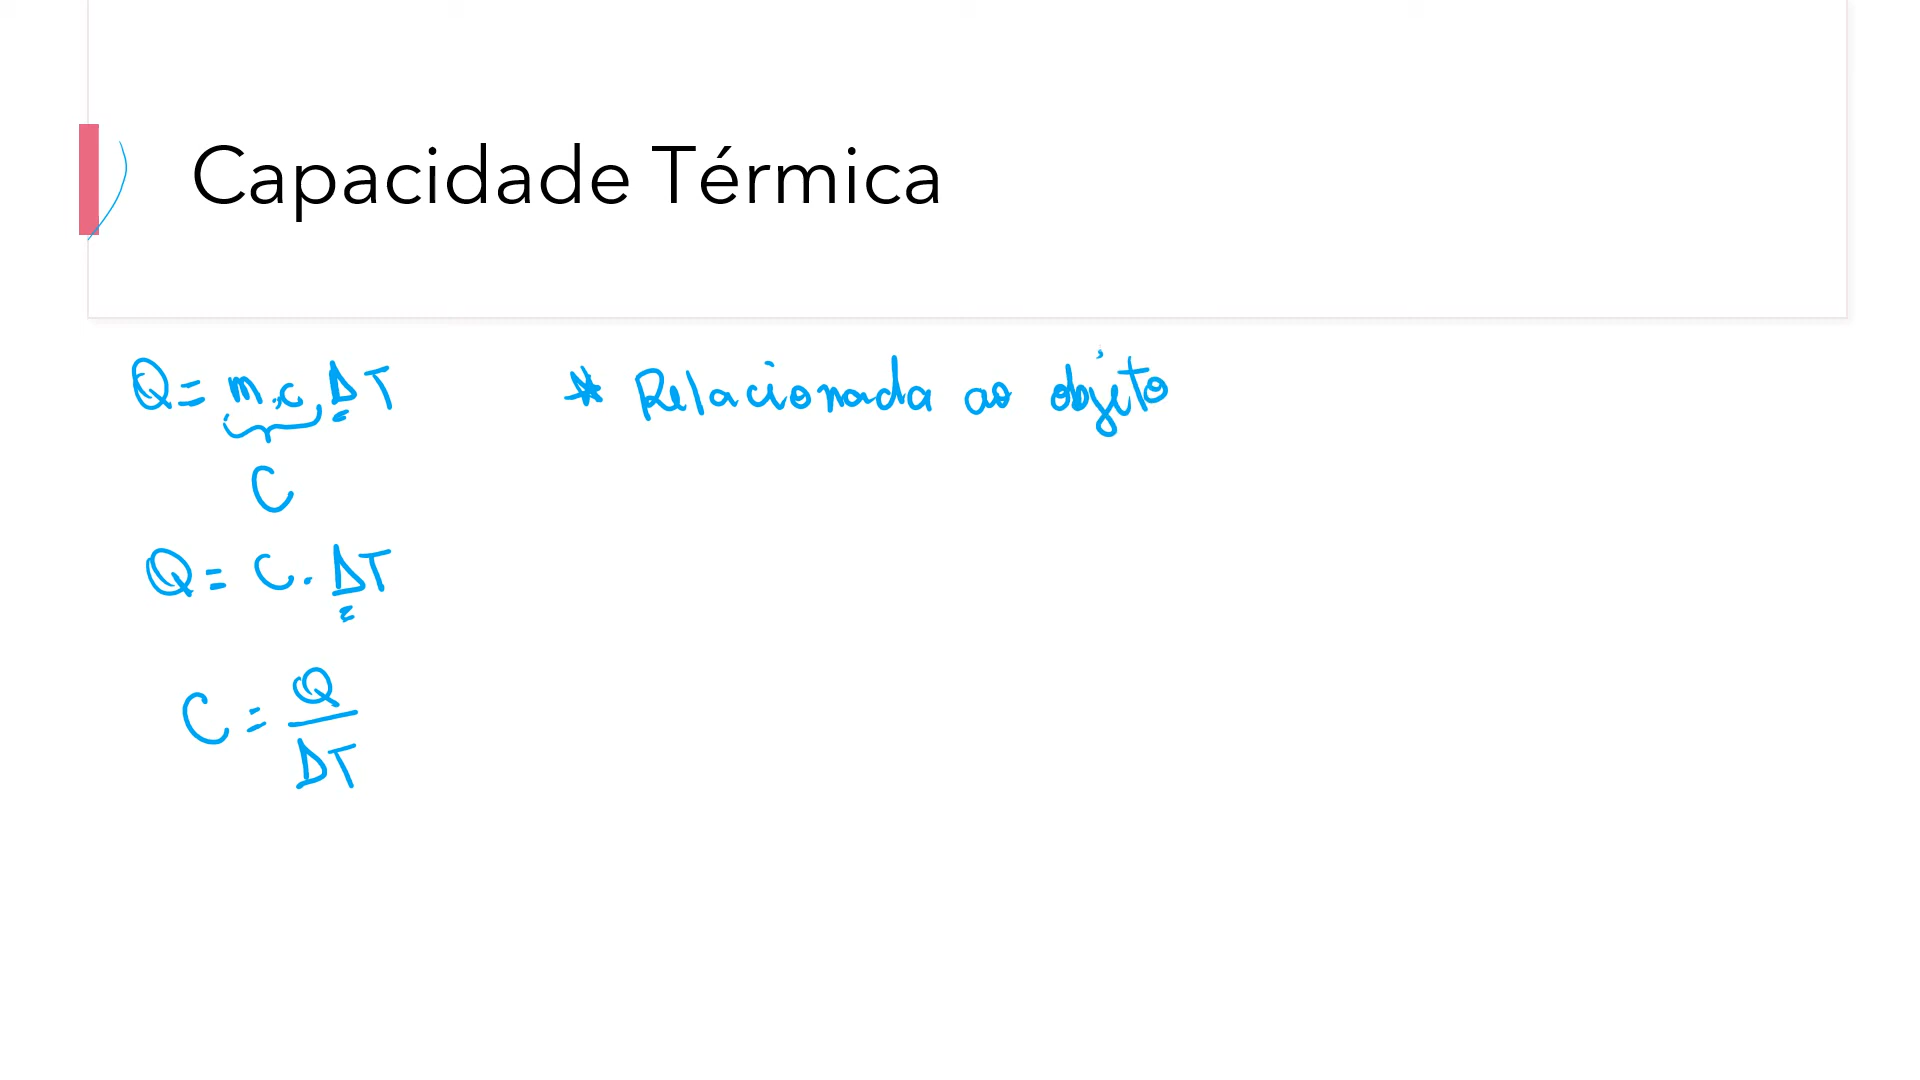 Capacidade Térmica
Q = m.c.ΔT
* Relacionada ao objeto
C
Q = C.ΔT
C = Q
ΔT